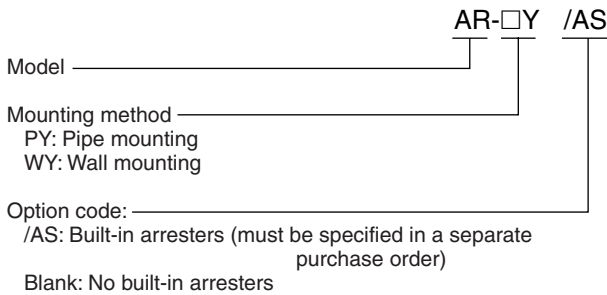 AR-□Y /AS
Model
Mounting method
PY: Pipe mounting
WY: Wall mounting
Option code:
/AS: Built-in arresters (must be specified in a separate
purchase order)
Blank: No built-in arresters